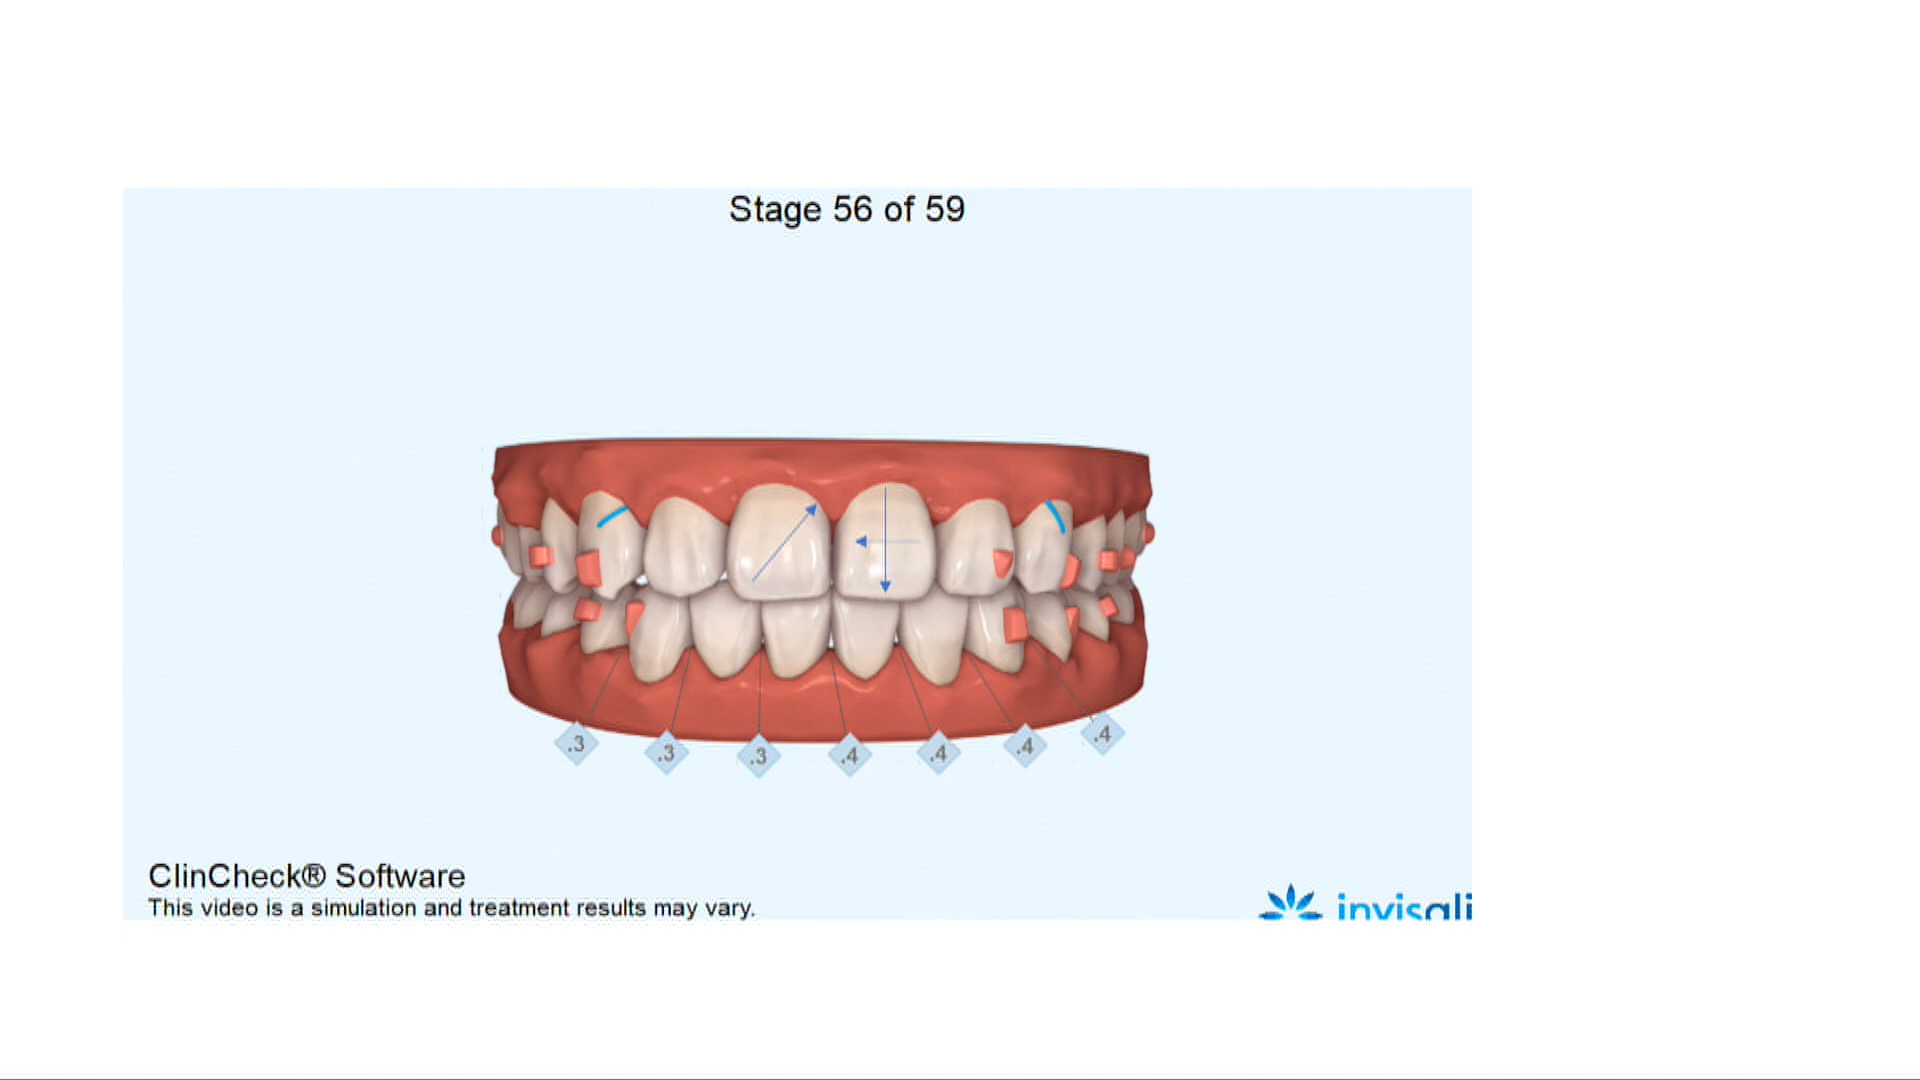 Stage 56 of 59
.3
.3
.3
.4
.4
.4
.4
ClinCheck® Software
This video is a simulation and treatment results may vary.
invisali